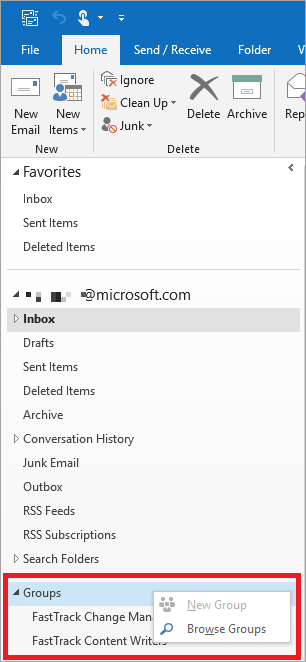 File Home Send / Receive Folder V
New Email
New Items
Ignore
Clean Up
Junk
Delete
Archive
Rep
New
Delete
Favorites
Inbox
Sent Items
Deleted Items
@microsoft.com
Inbox
Drafts
Sent Items
Deleted Items
Archive
Conversation History
Junk Email
Outbox
RSS Feeds
RSS Subscriptions
Search Folders
Groups
New Group
FastTrack Change Mana
Browse Groups
FastTrack Content Writers